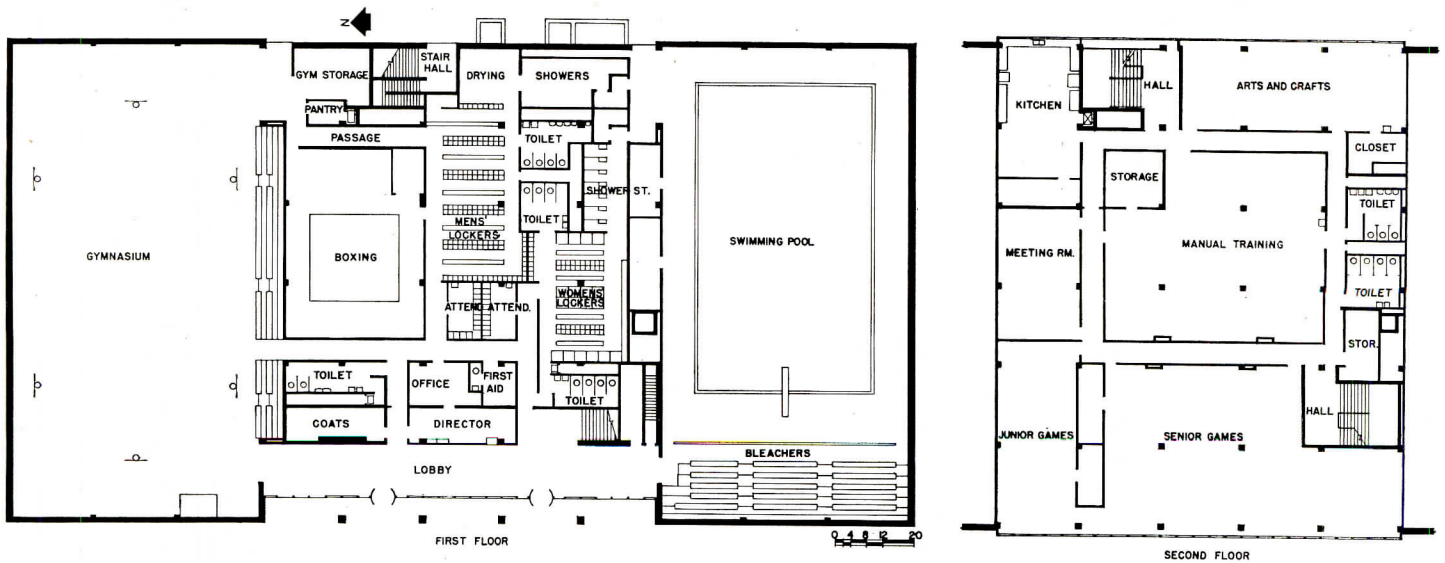 N
GYM STORAGE
STAIR
HALL
DRYING
SHOWERS
PANTRY
PASSAGE
TOILET
SHOWER ST.
MENS'
LOCKERS
TOILET
GYMNASIUM
BOXING
SWIMMING POOL
WOMENS
LOCKERS
ATTEND.
ATTEND.
TOILET
OFFICE
FIRST
AID
TOILET
COATS
DIRECTOR
LOBBY
BLEACHERS
FIRST FLOOR
0 4 8 12 20
KITCHEN
HALL
ARTS AND CRAFTS
CLOSET
STORAGE
TOILET
MEETING RM.
MANUAL TRAINING
TOILET
STOR.
HALL
JUNIOR GAMES
SENIOR GAMES
SECOND FLOOR